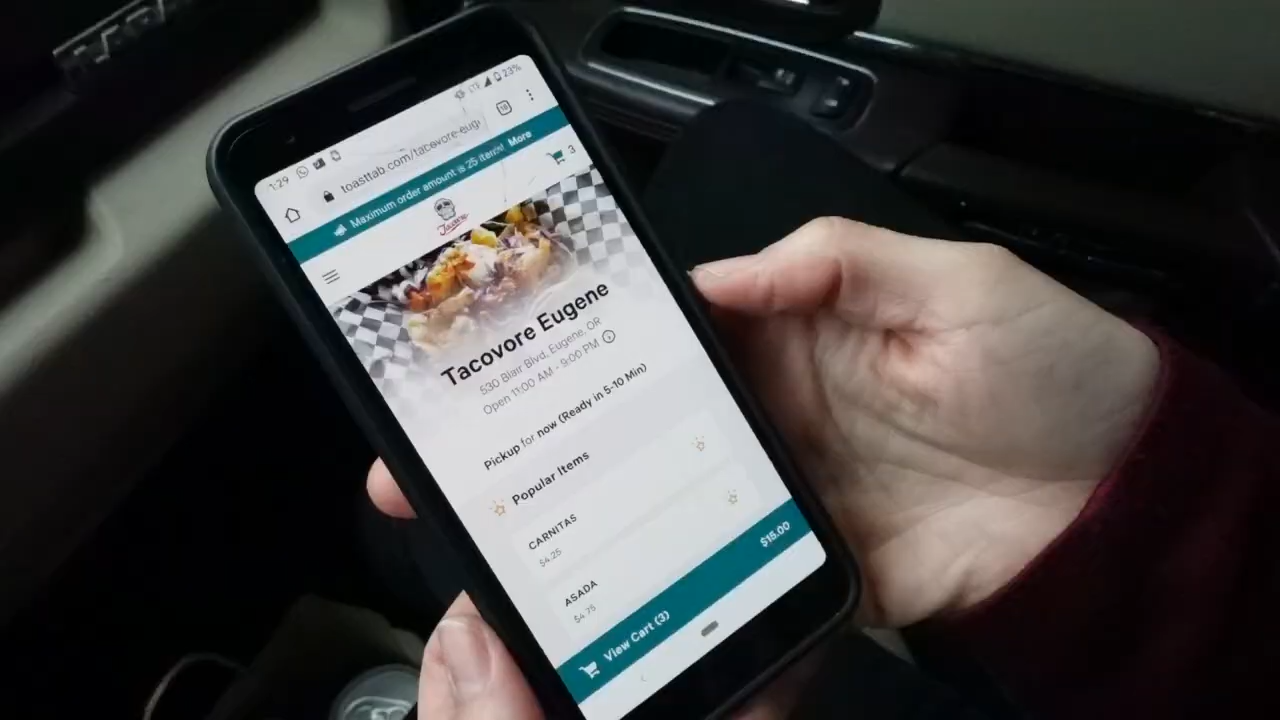 1:29
23%
toasttab.com/tacovore-eug
18
Maximum order amount is 25 items! More
3
Tacovore Eugene
530 Blair Blvd, Eugene, OR
Open 11:00 AM - 9:00 PM
Pickup for now (Ready in 5-10 Min)
Popular Items
CARNITAS
$4.25
ASADA
$4.75
View Cart (3) $15.00